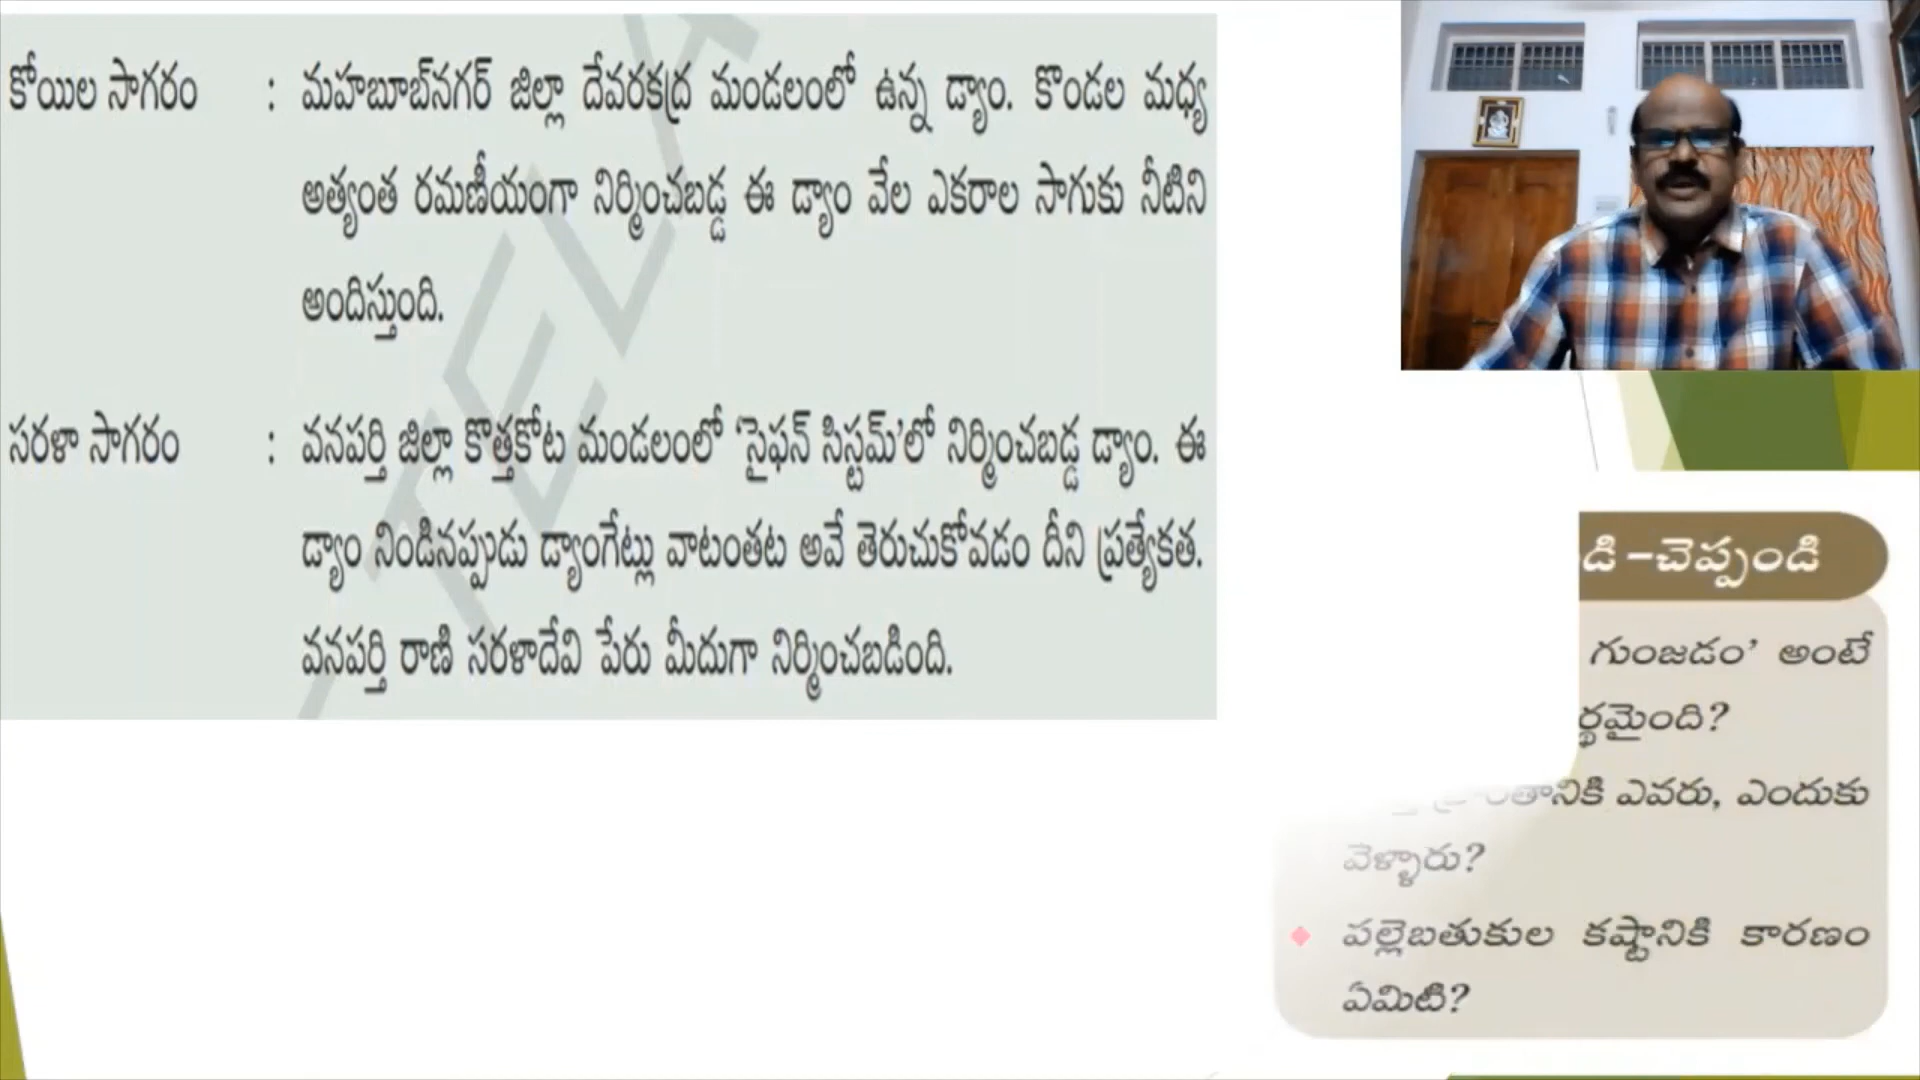 కోయిల సాగరం : మహబూబ్‌నగర్ జిల్లా దేవరకద్ర మండలంలో ఉన్న డ్యాం. కొండల మధ్య
అత్యంత రమణీయంగా నిర్మించబడ్డ ఈ డ్యాం వేల ఎకరాల సాగుకు నీటిని
అందిస్తుంది.
సరళా సాగరం : వనపర్తి జిల్లా కొత్తకోట మండలంలో ‘సైఫన్ సిస్టమ్’లో నిర్మించబడ్డ డ్యాం. ఈ
డ్యాం నిండినప్పుడు డ్యాంగేట్లు వాటంతట అవే తెరుచుకోవడం దీని ప్రత్యేకత.
వనపర్తి రాణి సరళాదేవి పేరు మీదుగా నిర్మించబడింది.
డి-చెప్పండి
గుంజడం’ అంటే
ర్థమైంది?
ఎవరు, ఎందుకు
వెళ్ళారు?
పల్లెబతుకుల కష్టానికి కారణం
ఏమిటి?